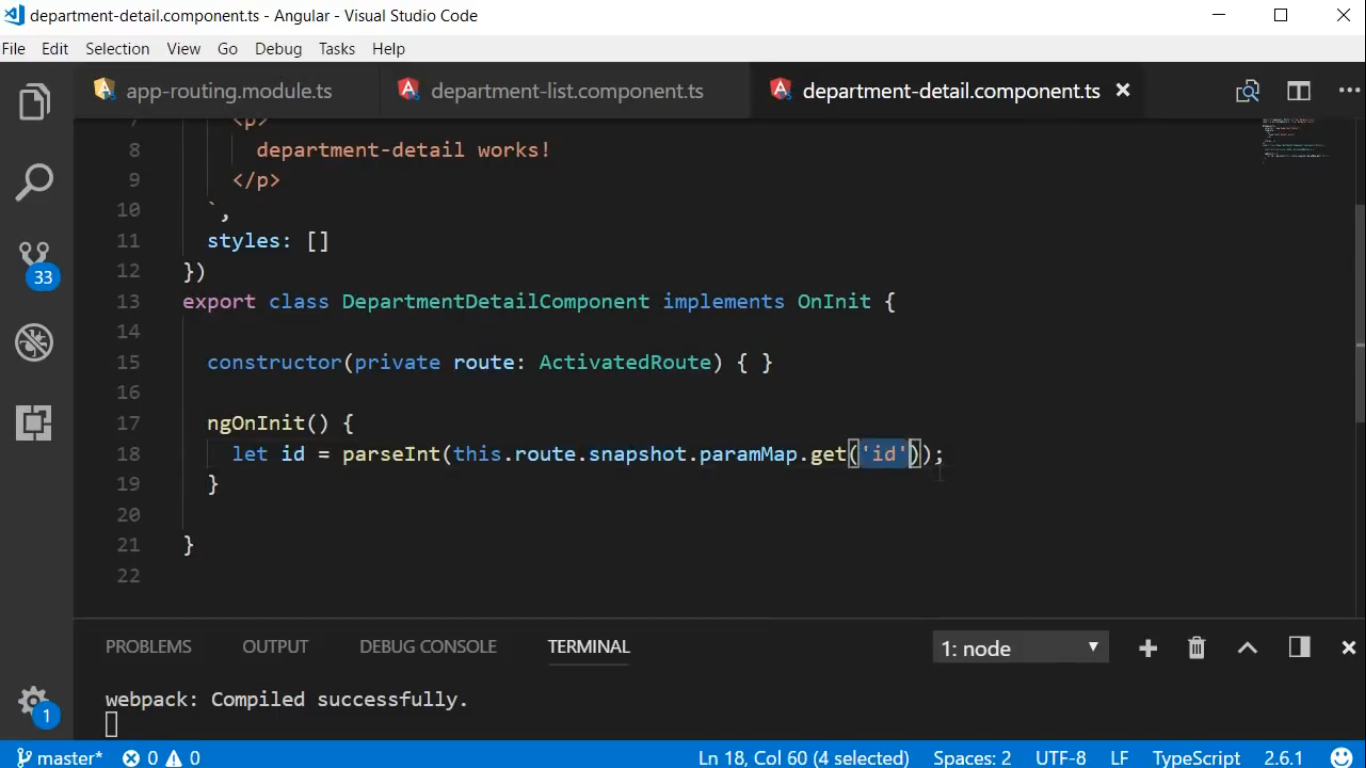 department-detail.component.ts - Angular - Visual Studio Code
File Edit Selection View Go Debug Tasks Help
app-routing.module.ts department-list.component.ts department-detail.component.ts
7 <p>
8 department-detail works!
9 </p>
10 `,
11 styles: []
12 })
13 export class DepartmentDetailComponent implements OnInit {
14
15 constructor(private route: ActivatedRoute) { }
16
17 ngOnInit() {
18 let id = parseInt(this.route.snapshot.paramMap.get('id'));
19 }
20
21 }
22
33
PROBLEMS OUTPUT DEBUG CONSOLE TERMINAL 1: node
webpack: Compiled successfully.
1
master* 0 0 Ln 18, Col 60 (4 selected) Spaces: 2 UTF-8 LF TypeScript 2.6.1